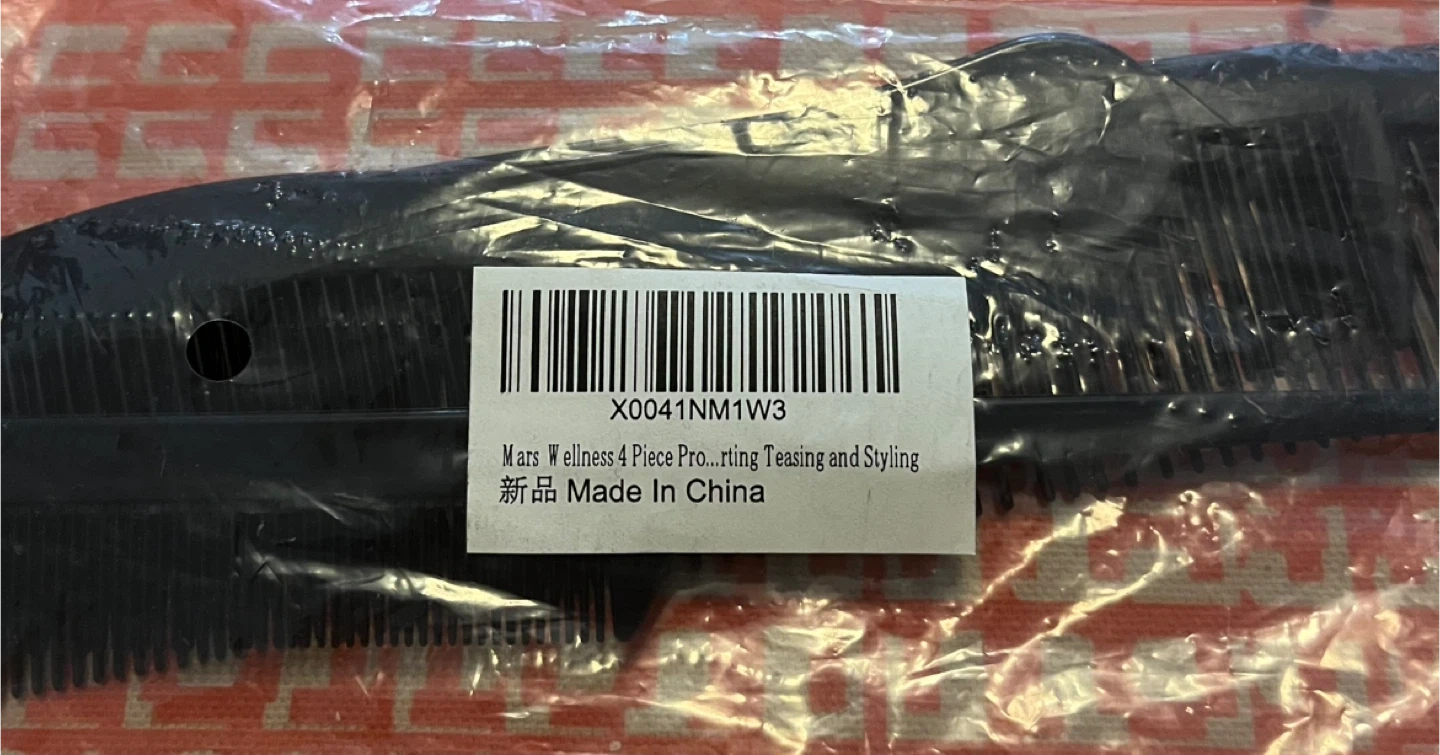 X0041NM1W3
Mars Wellness 4 Piece Pro...rting Teasing and Styling
新品 Made In China